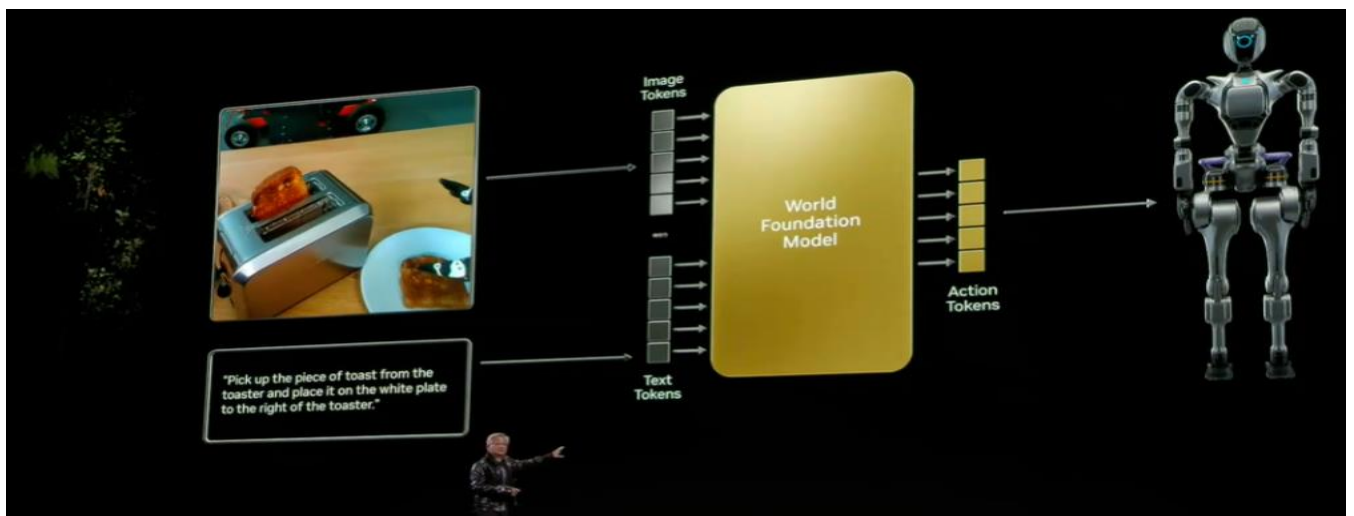 Image
Tokens
World
Foundation
Model
Action
Tokens
"Pick up the piece of toast from the
toaster and place it on the white plate
to the right of the toaster."
Text
Tokens